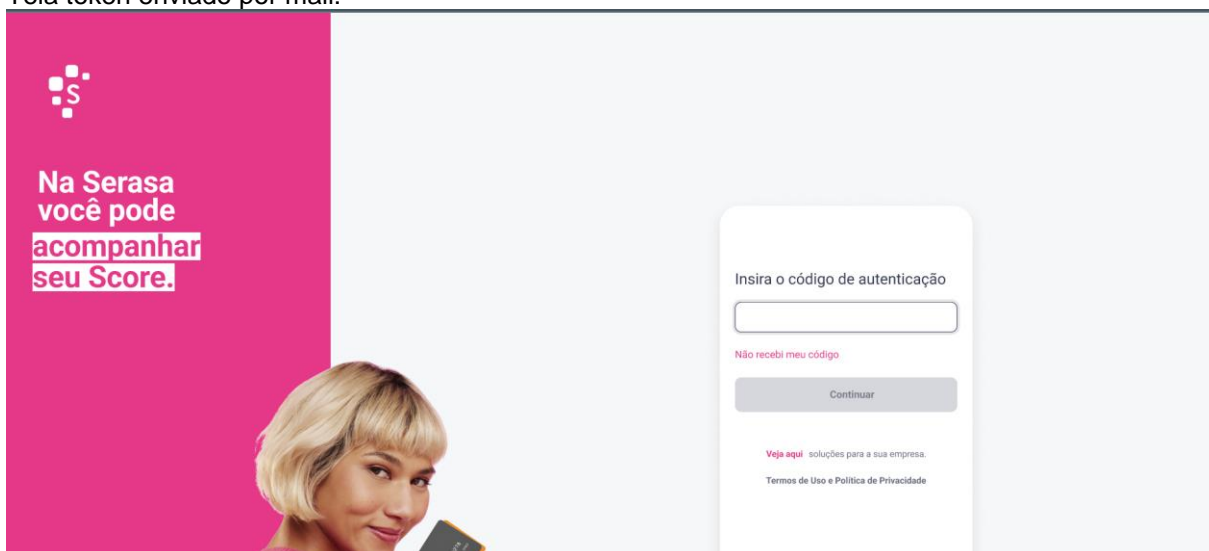 Tela token enviado por mail:
S
Na Serasa
você pode
acompanhar
seu Score.
Insira o código de autenticação
Não recebi meu código
Continuar
Veja aqui soluções para a sua empresa.
Termos de Uso e Política de Privacidade